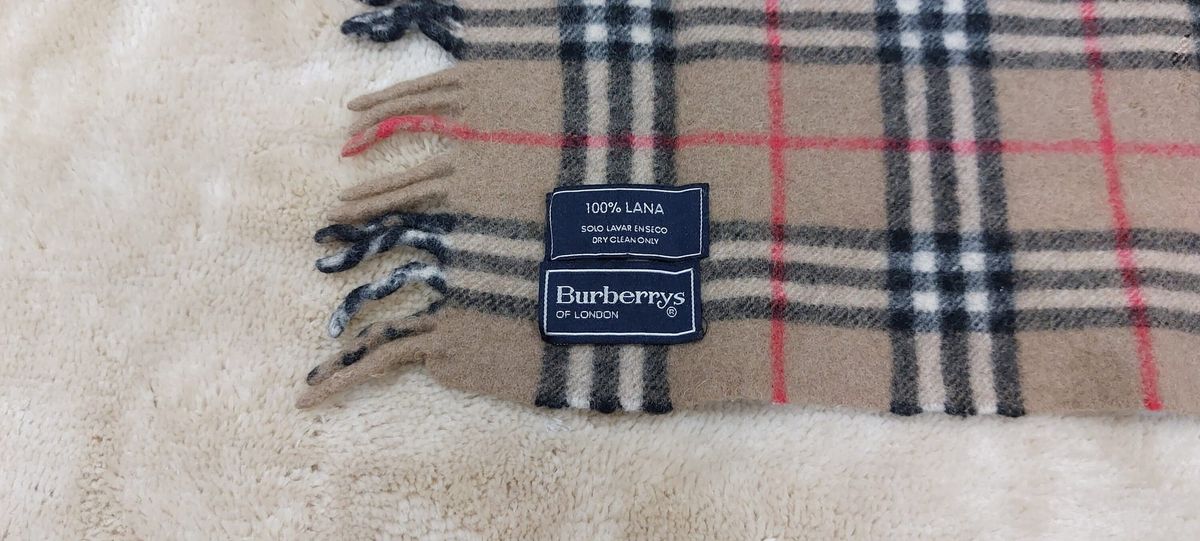 100% LANA
SOLO LAVAR EN SECO
DRY CLEAN ONLY
Burberrys
OF LONDON ®